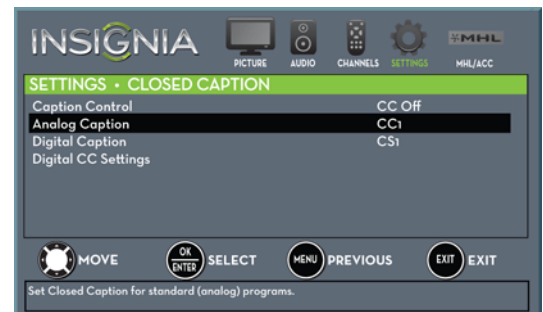 INSIGNIA
PICTURE AUDIO CHANNELS SETTINGS MHL MHL/ACC
SETTINGS • CLOSED CAPTION
Caption Control CC Off
Analog Caption CC1
Digital Caption CS1
Digital CC Settings
MOVE OK ENTER SELECT MENU PREVIOUS EXIT EXIT
Set Closed Caption for standard (analog) programs.